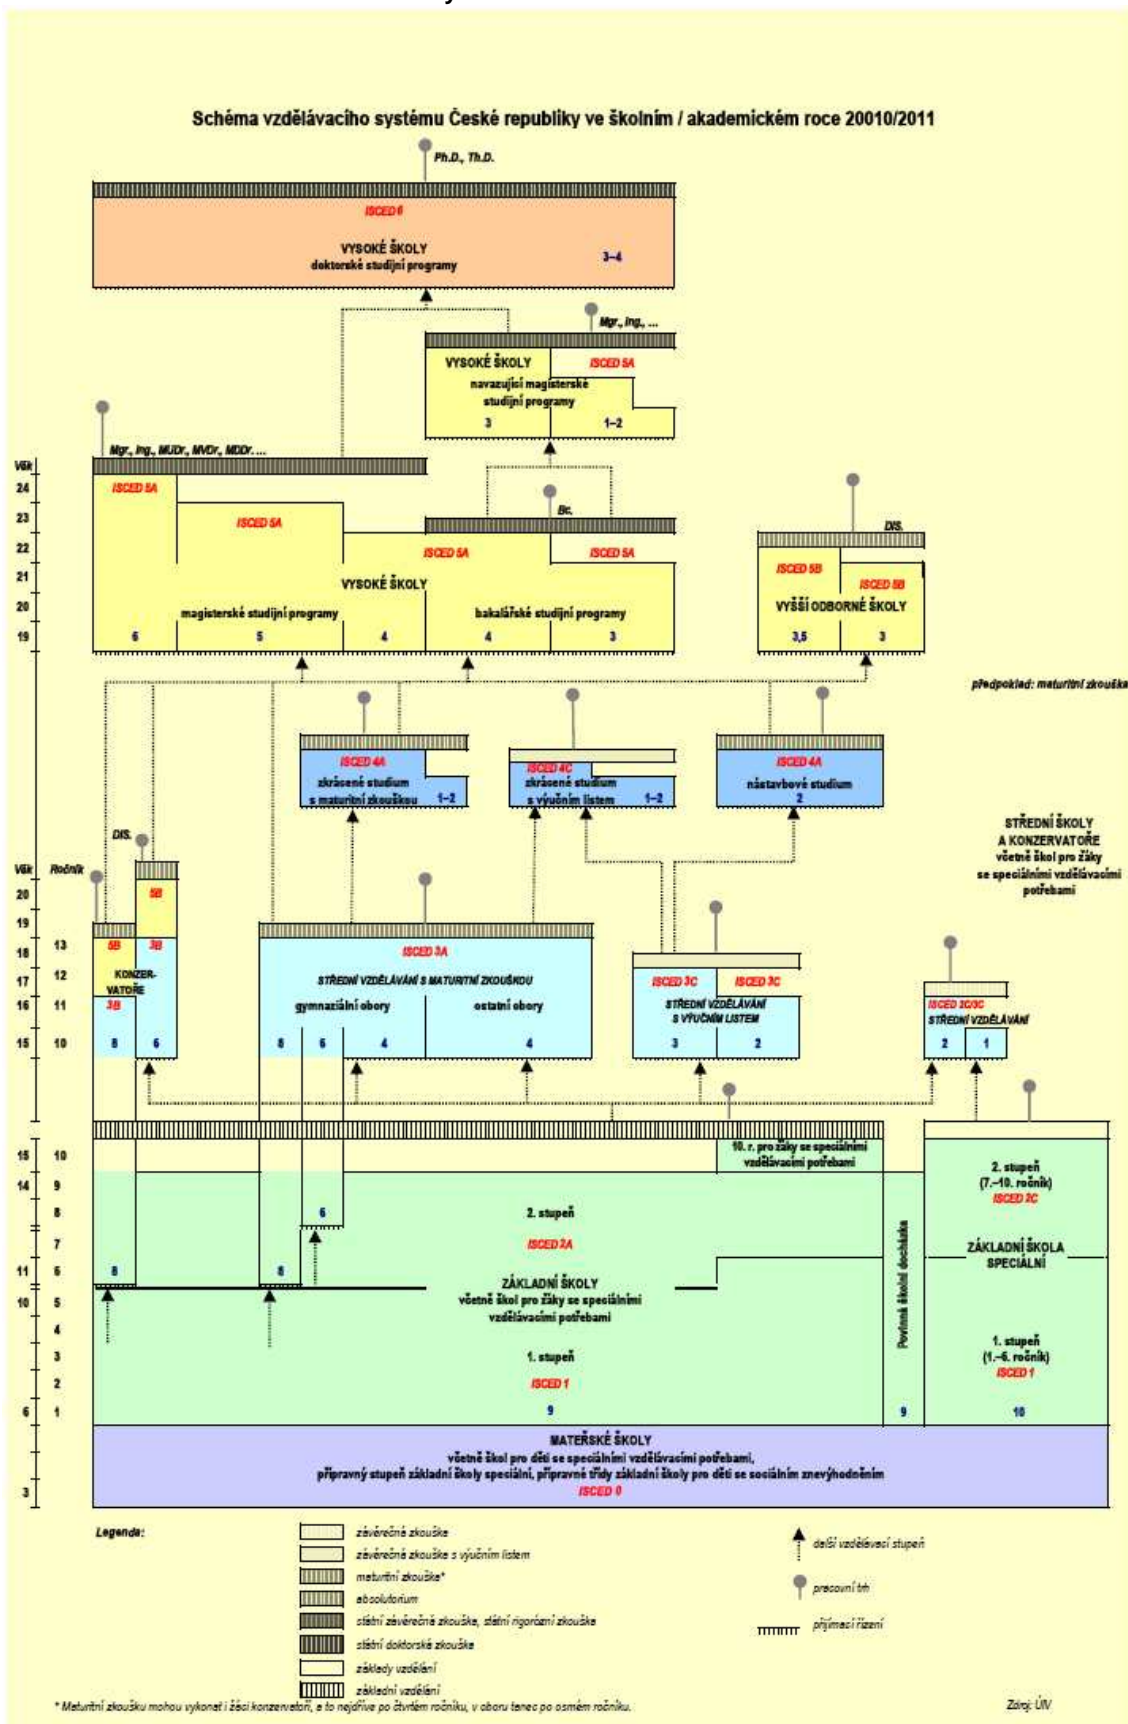 Schéma vzdělávacího systému České republiky ve školním / akademickém roce 20010/2011
Ph.D., Th.D.
ISCED 6
VYSOKÉ ŠKOLY
doktorské studijní programy
3–4
Mgr., Ing., ...
VYSOKÉ ŠKOLY
ISCED 5A
navazující magisterské
studijní programy
3
1–2
Mgr., Ing., MUDr., MVDr., MDDr. ...
Věk
24
23
22
21
20
19
ISCED 5A
ISCED 5A
Bc.
ISCED 5A
ISCED 5A
VYSOKÉ ŠKOLY
magisterské studijní programy
bakalářské studijní programy
6
5
4
4
3
DIS.
ISCED 5B
ISCED 5B
VYŠŠÍ ODBORNÉ ŠKOLY
3,5
3
předpoklad: maturitní zkouška
ISCED 4A
zkrácené studium
s maturitní zkouškou
1–2
ISCED 4C
zkrácené studium
s výučním listem
1–2
ISCED 4A
nástavbové studium
2
STŘEDNÍ ŠKOLY
A KONZERVATOŘE
včetně škol pro žáky
se speciálními vzdělávacími
potřebami
DIS.
Věk
Ročník
20
19
18
13
17
12
16
11
15
10
5B
5B
3B
KONZER-
VATOŘE
3B
8
6
ISCED 3A
STŘEDNÍ VZDĚLÁVÁNÍ S MATURITNÍ ZKOUŠKOU
gymnaziální obory
ostatní obory
8
6
4
4
ISCED 3C
ISCED 3C
STŘEDNÍ VZDĚLÁVÁNÍ
S VÝUČNÍM LISTEM
3
2
ISCED 2C/3C
STŘEDNÍ VZDĚLÁVÁNÍ
2
1
15
10
14
9
8
7
11
6
10
5
4
3
2
6
1
3
10. r. pro žáky se speciálními
vzdělávacími potřebami
6
8
8
2. stupeň
ISCED 2A
ZÁKLADNÍ ŠKOLY
včetně škol pro žáky se speciálními
vzdělávacími potřebami
1. stupeň
ISCED 1
9
Povinná školní docházka
9
2. stupeň
(7.–10. ročník)
ISCED 2C
ZÁKLADNÍ ŠKOLA
SPECIÁLNÍ
1. stupeň
(1.–6. ročník)
ISCED 1
10
MATEŘSKÉ ŠKOLY
včetně škol pro děti se speciálními vzdělávacími potřebami,
přípravný stupeň základní školy speciální, přípravné třídy základní školy pro děti se sociálním znevýhodněním
ISCED 0
Legenda:
závěrečná zkouška
závěrečná zkouška s výučním listem
maturitní zkouška*
absolutorium
státní závěrečná zkouška, státní rigorózní zkouška
státní doktorská zkouška
základy vzdělání
základní vzdělání
další vzdělávací stupeň
pracovní trh
přijímací řízení
* Maturitní zkoušku mohou vykonat i žáci konzervatoří, a to nejdříve po čtvrtém ročníku, v oboru tanec po osmém ročníku.
Zdroj: ÚIV